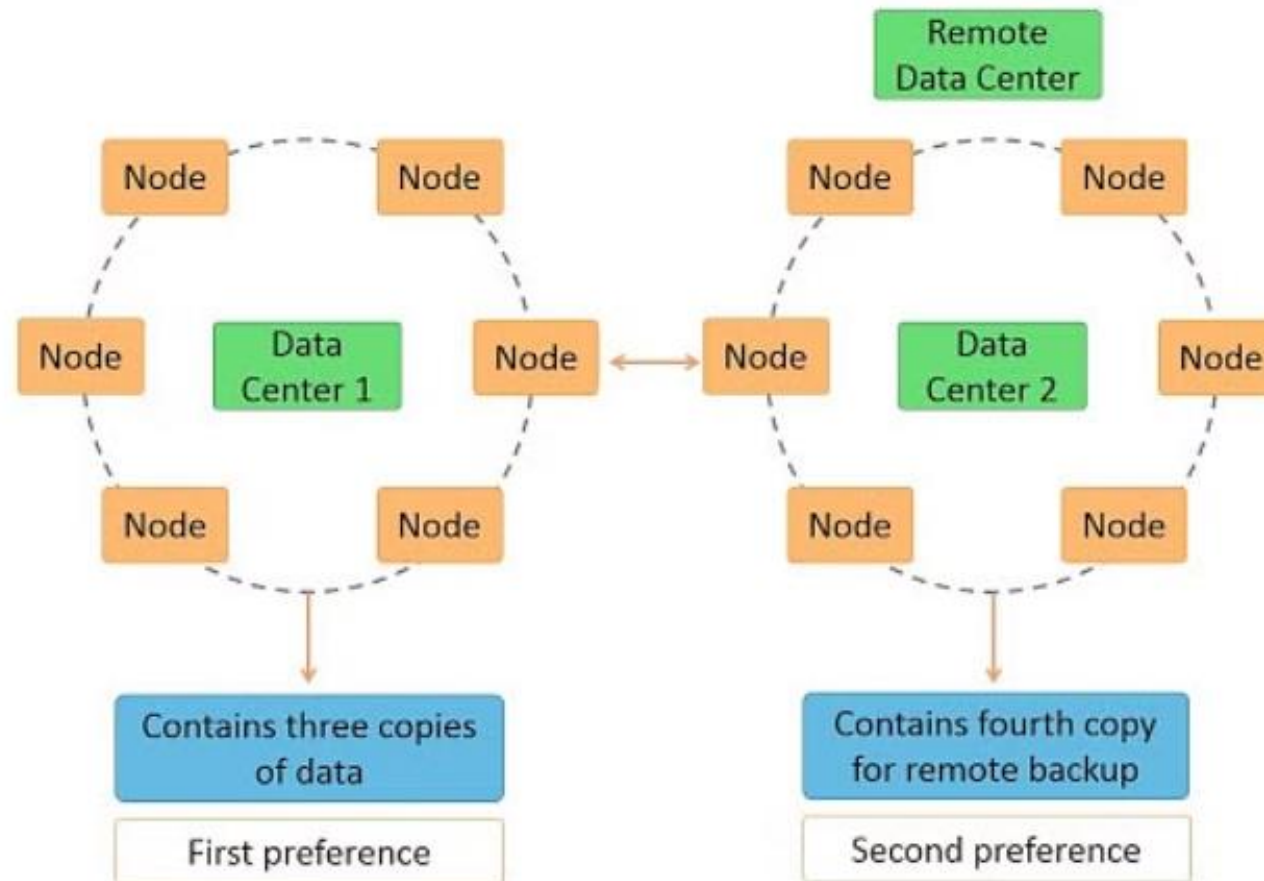 Remote
Data Center
Node
Node
Node
Node
Node
Node
Data
Center 1
Node
Node
Data
Center 2
Node
Node
Node
Node
Contains three copies
of data
Contains fourth copy
for remote backup
First preference
Second preference